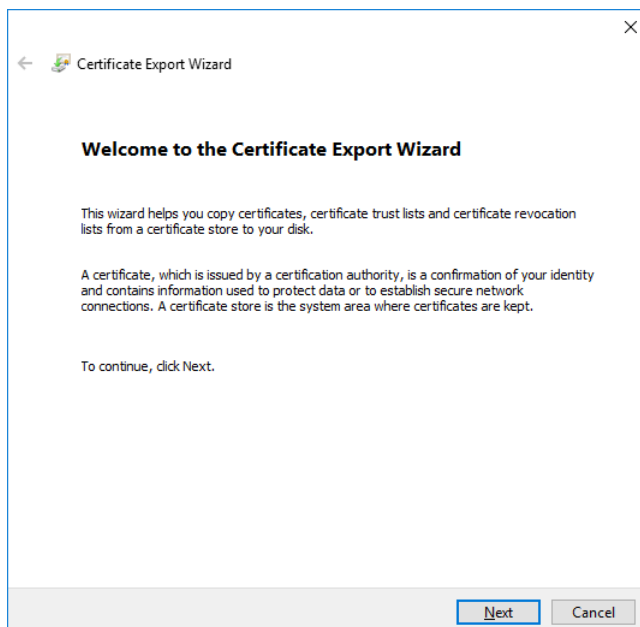 Certificate Export Wizard
Welcome to the Certificate Export Wizard
This wizard helps you copy certificates, certificate trust lists and certificate revocation
lists from a certificate store to your disk.
A certificate, which is issued by a certification authority, is a confirmation of your identity
and contains information used to protect data or to establish secure network
connections. A certificate store is the system area where certificates are kept.
To continue, click Next.
Next
Cancel